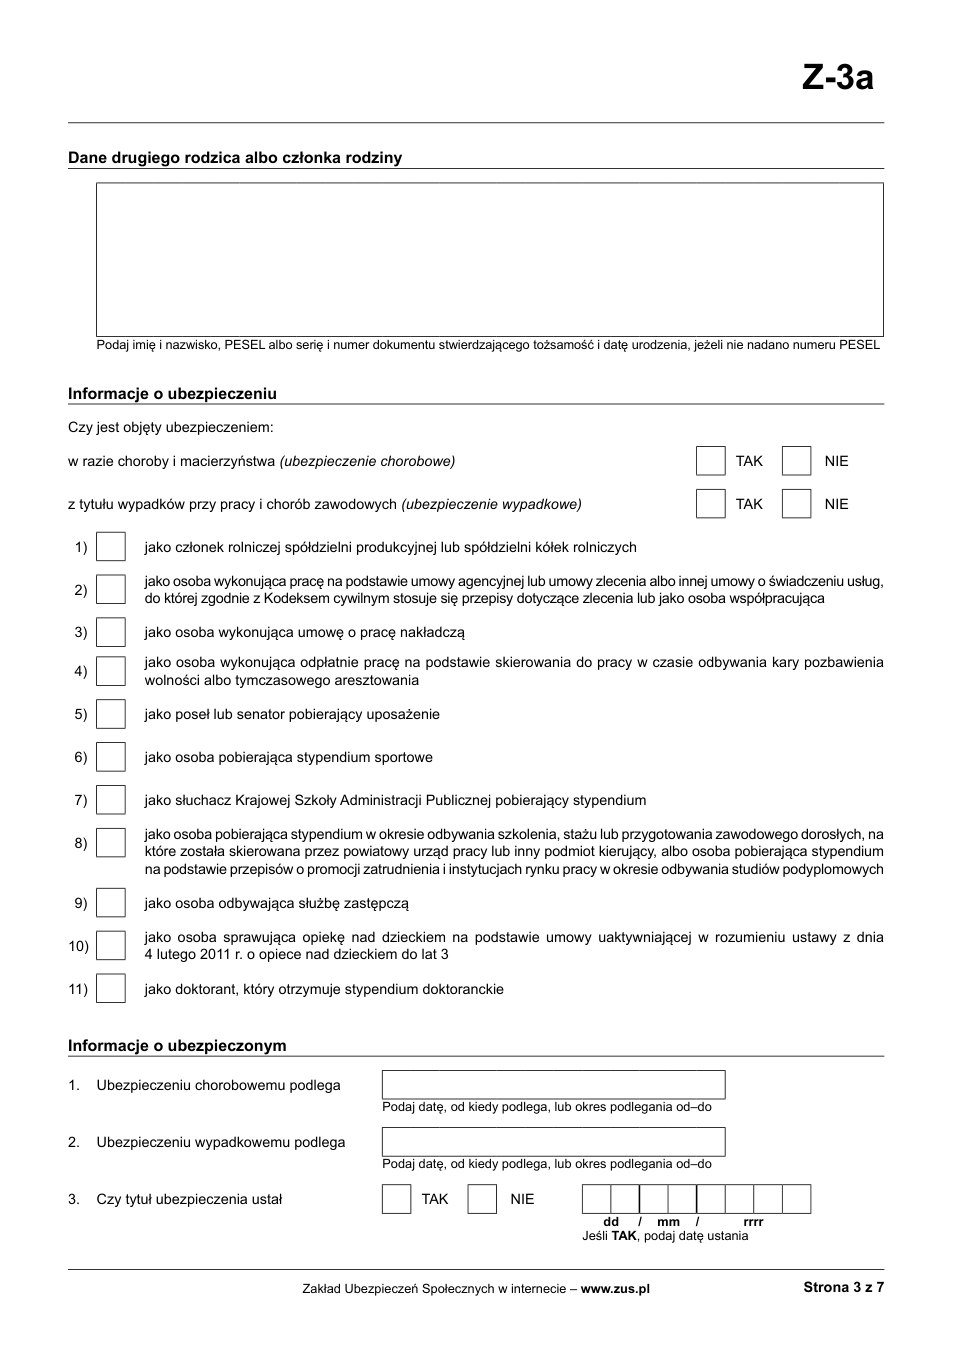 Z-3a
Dane drugiego rodzica albo członka rodziny
Podaj imię i nazwisko, PESEL albo serię i numer dokumentu stwierdzającego tożsamość i datę urodzenia, jeżeli nie nadano numeru PESEL
Informacje o ubezpieczeniu
Czy jest objęty ubezpieczeniem:
w razie choroby i macierzyństwa (ubezpieczenie chorobowe) TAK NIE
z tytułu wypadków przy pracy i chorób zawodowych (ubezpieczenie wypadkowe) TAK NIE
1) jako członek rolniczej spółdzielni produkcyjnej lub spółdzielni kółek rolniczych
2) jako osoba wykonująca pracę na podstawie umowy agencyjnej lub umowy zlecenia albo innej umowy o świadczeniu usług,
do której zgodnie z Kodeksem cywilnym stosuje się przepisy dotyczące zlecenia lub jako osoba współpracująca
3) jako osoba wykonująca umowę o pracę nakładczą
4) jako osoba wykonująca odpłatnie pracę na podstawie skierowania do pracy w czasie odbywania kary pozbawienia
wolności albo tymczasowego aresztowania
5) jako poseł lub senator pobierający uposażenie
6) jako osoba pobierająca stypendium sportowe
7) jako słuchacz Krajowej Szkoły Administracji Publicznej pobierający stypendium
8) jako osoba pobierająca stypendium w okresie odbywania szkolenia, stażu lub przygotowania zawodowego dorosłych, na
które została skierowana przez powiatowy urząd pracy lub inny podmiot kierujący, albo osoba pobierająca stypendium
na podstawie przepisów o promocji zatrudnienia i instytucjach rynku pracy w okresie odbywania studiów podyplomowych
9) jako osoba odbywająca służbę zastępczą
10) jako osoba sprawująca opiekę nad dzieckiem na podstawie umowy uaktywniającej w rozumieniu ustawy z dnia
4 lutego 2011 r. o opiece nad dzieckiem do lat 3
11) jako doktorant, który otrzymuje stypendium doktoranckie
Informacje o ubezpieczonym
1. Ubezpieczeniu chorobowemu podlega
Podaj datę, od kiedy podlega, lub okres podlegania od–do
2. Ubezpieczeniu wypadkowemu podlega
Podaj datę, od kiedy podlega, lub okres podlegania od–do
3. Czy tytuł ubezpieczenia ustał TAK NIE
dd / mm / rrrr
Jeśli TAK, podaj datę ustania
Zakład Ubezpieczeń Społecznych w internecie – www.zus.pl
Strona 3 z 7